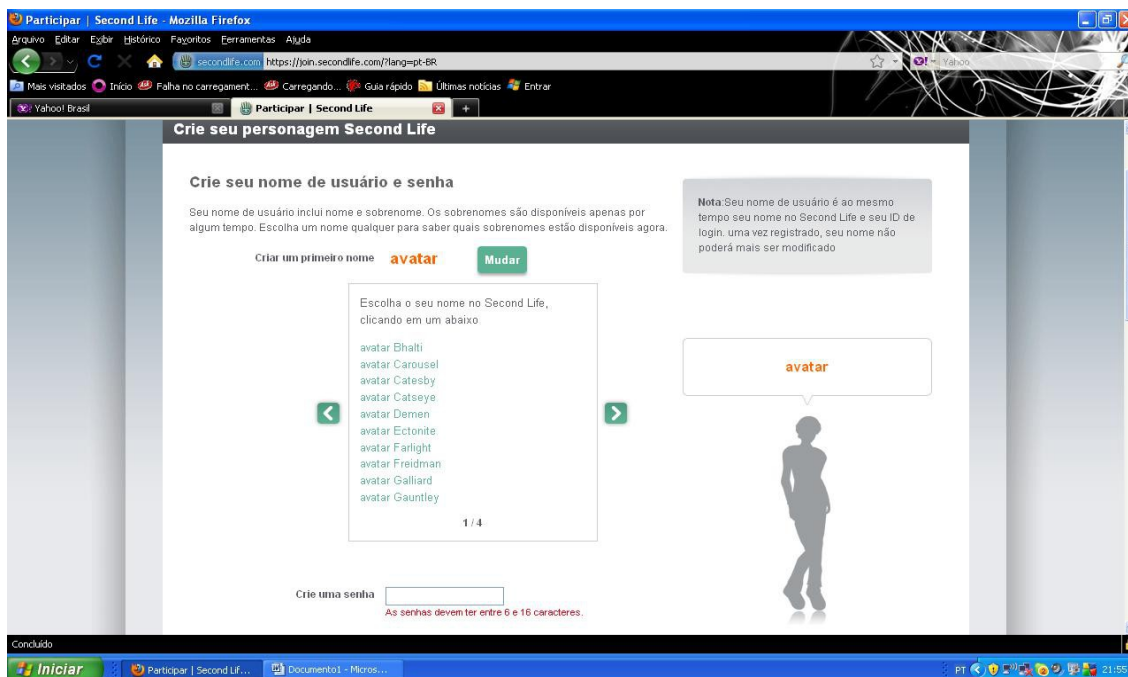 Participar | Second Life - Mozilla Firefox
Arquivo Editar Exibir Histórico Favoritos Ferramentas Ajuda
secondlife.com https://join.secondlife.com/?lang=pt-BR
Yahoo
Mais visitados Início Falha no carregament... Carregando... Guia rápido Últimas notícias Entrar
Yahoo! Brasil Participar | Second Life
Crie seu personagem Second Life
Crie seu nome de usuário e senha
Seu nome de usuário inclui nome e sobrenome. Os sobrenomes são disponíveis apenas por
algum tempo. Escolha um nome qualquer para saber quais sobrenomes estão disponíveis agora.
Nota:Seu nome de usuário é ao mesmo
tempo seu nome no Second Life e seu ID de
login. uma vez registrado, seu nome não
poderá mais ser modificado
Criar um primeiro nome avatar Mudar
Escolha o seu nome no Second Life,
clicando em um abaixo
avatar Bhalti
avatar Carousel
avatar Catesby
avatar Catseye
avatar Demen
avatar Ectonite
avatar Farlight
avatar Freidman
avatar Galliard
avatar Gauntley
1 / 4
avatar
Crie uma senha
As senhas devem ter entre 6 e 16 caracteres.
Concluído
Iniciar Participar | Second Lif... Documento1 - Micros... PT 21:55